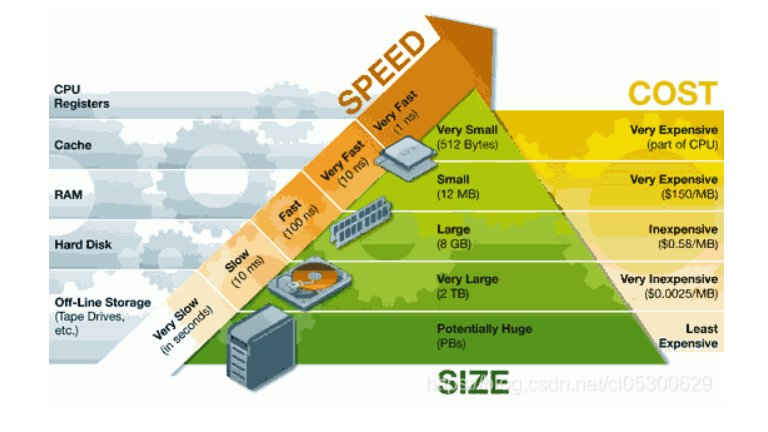 SPEED
COST
CPU
Registers
Very Fast
(1 ns)
Very Small
(512 Bytes)
Very Expensive
(part of CPU)
Cache
Very Fast
(10 ns)
Small
(12 MB)
Very Expensive
($150/MB)
RAM
Fast
(100 ns)
Large
(8 GB)
Inexpensive
($0.58/MB)
Hard Disk
Slow
(10 ms)
Very Large
(2 TB)
Very Inexpensive
($0.0025/MB)
Off-Line Storage
(Tape Drives,
etc.)
Very Slow
(in seconds)
Potentially Huge
(PBs)
Least
Expensive
SIZE
https://blog.csdn.net/cl05300629